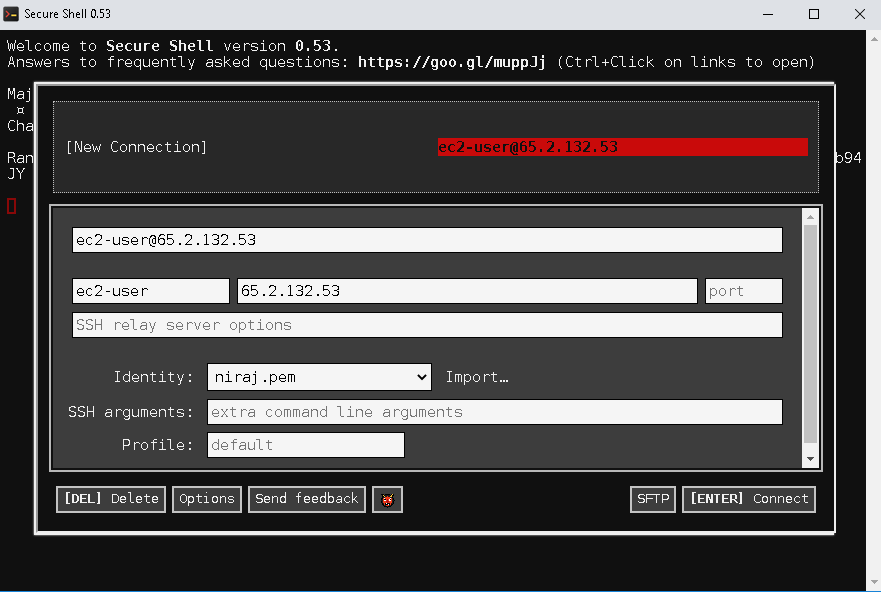 Secure Shell 0.53
Welcome to Secure Shell version 0.53.
Answers to frequently asked questions: https://goo.gl/muppJj (Ctrl+Click on links to open)
Maj
¤
Cha
[New Connection] ec2-user@65.2.132.53
Ran b94
JY
ec2-user@65.2.132.53
ec2-user 65.2.132.53 port
SSH relay server options
Identity: niraj.pem Import…
SSH arguments: extra command line arguments
Profile: default
[DEL] Delete Options Send feedback SFTP [ENTER] Connect